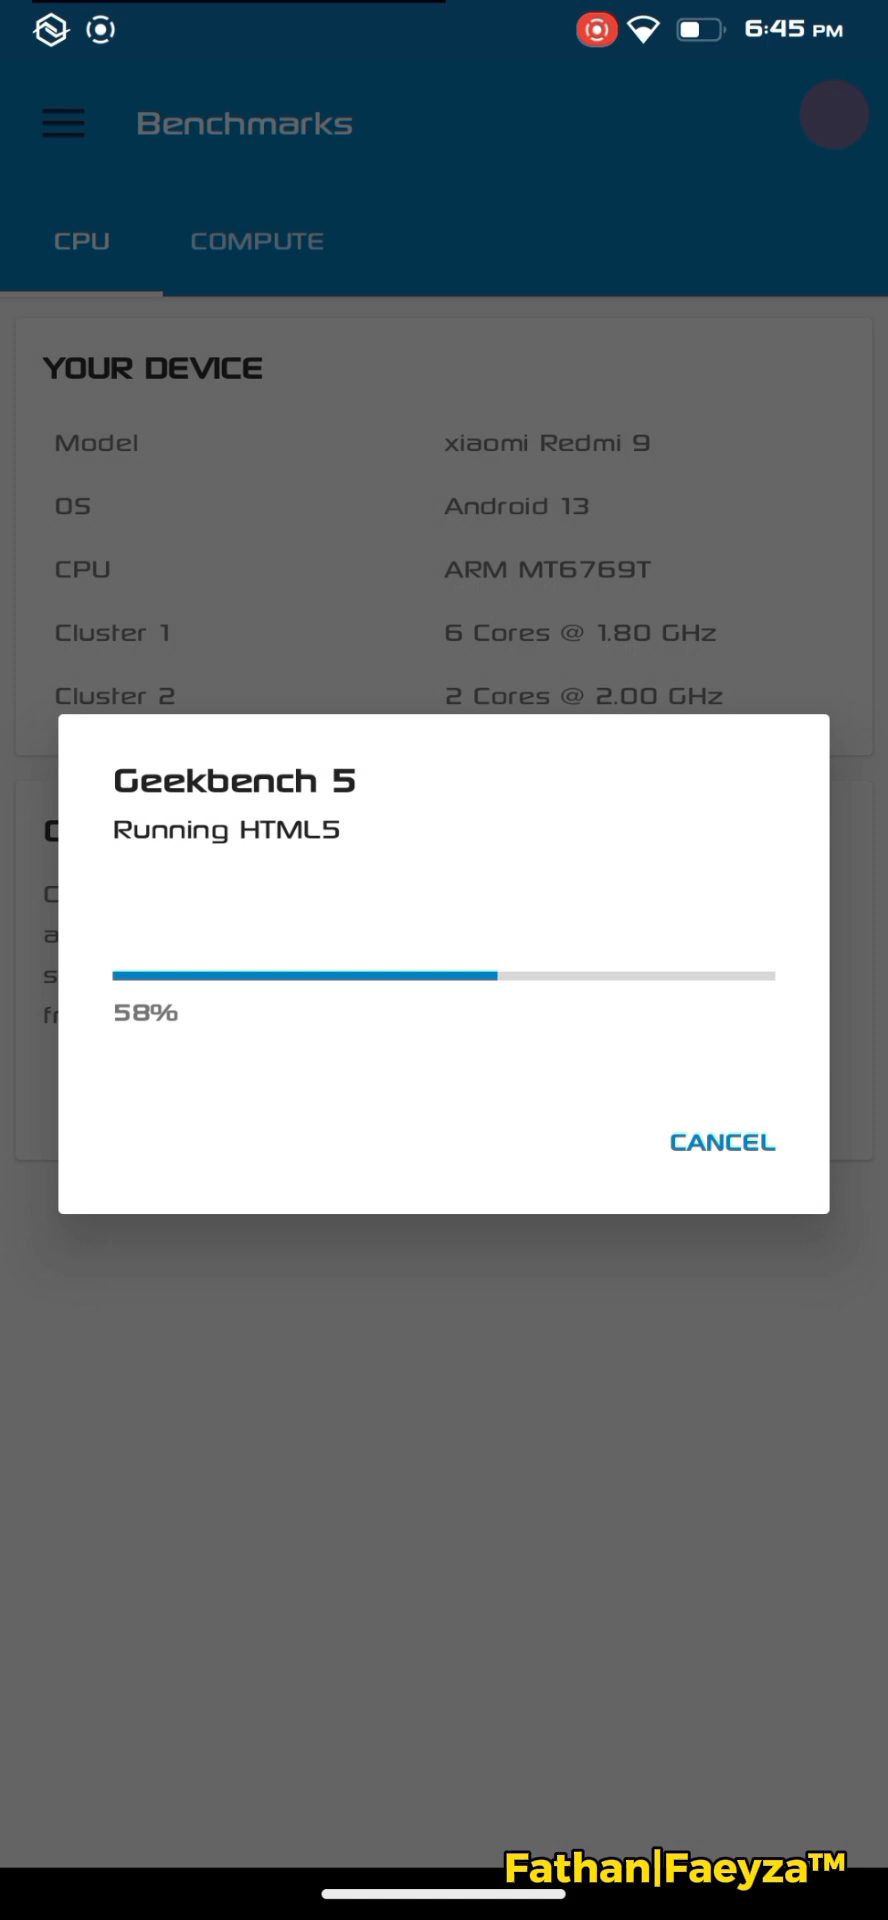 6:45 PM
Benchmarks
CPU COMPUTE
YOUR DEVICE
Model xiaomi Redmi 9
OS Android 13
CPU ARM MT6769T
Cluster 1 6 Cores @ 1.80 GHz
Cluster 2 2 Cores @ 2.00 GHz
Geekbench 5
Running HTML5
58%
CANCEL
Fathan|Faeyza™